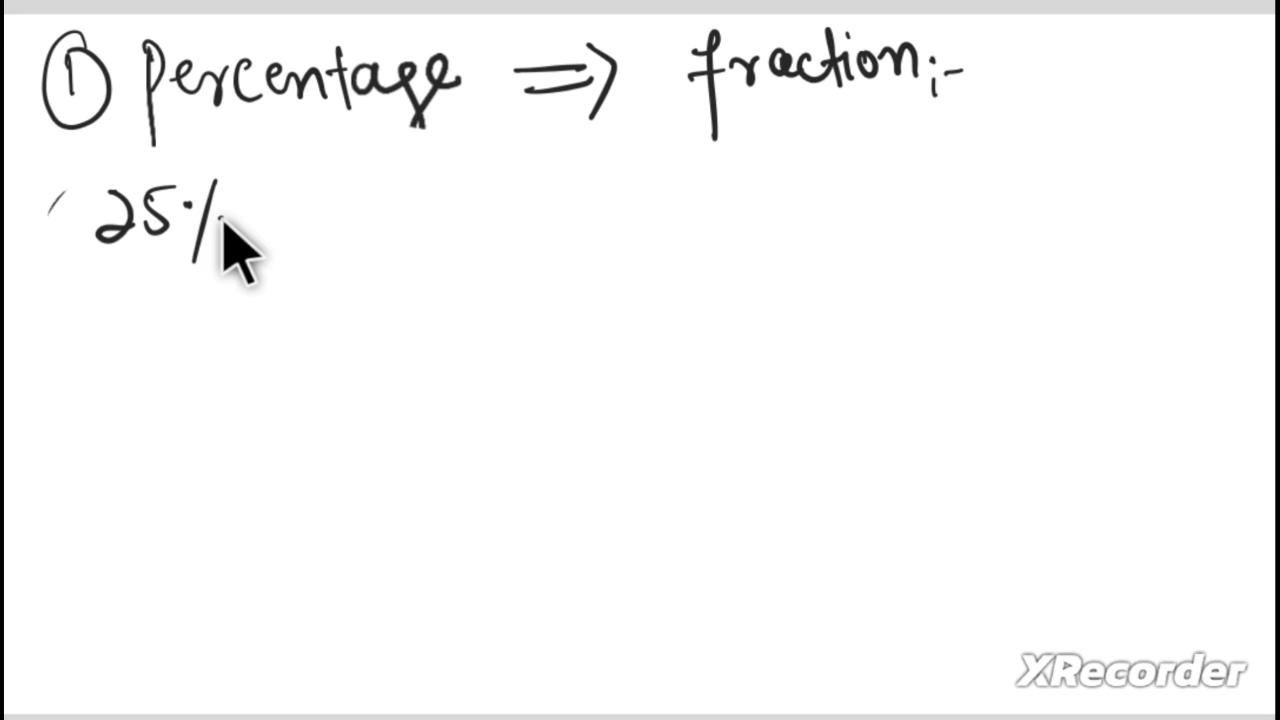 ① Percentage ⇒ fraction:-
25%
XRecorder